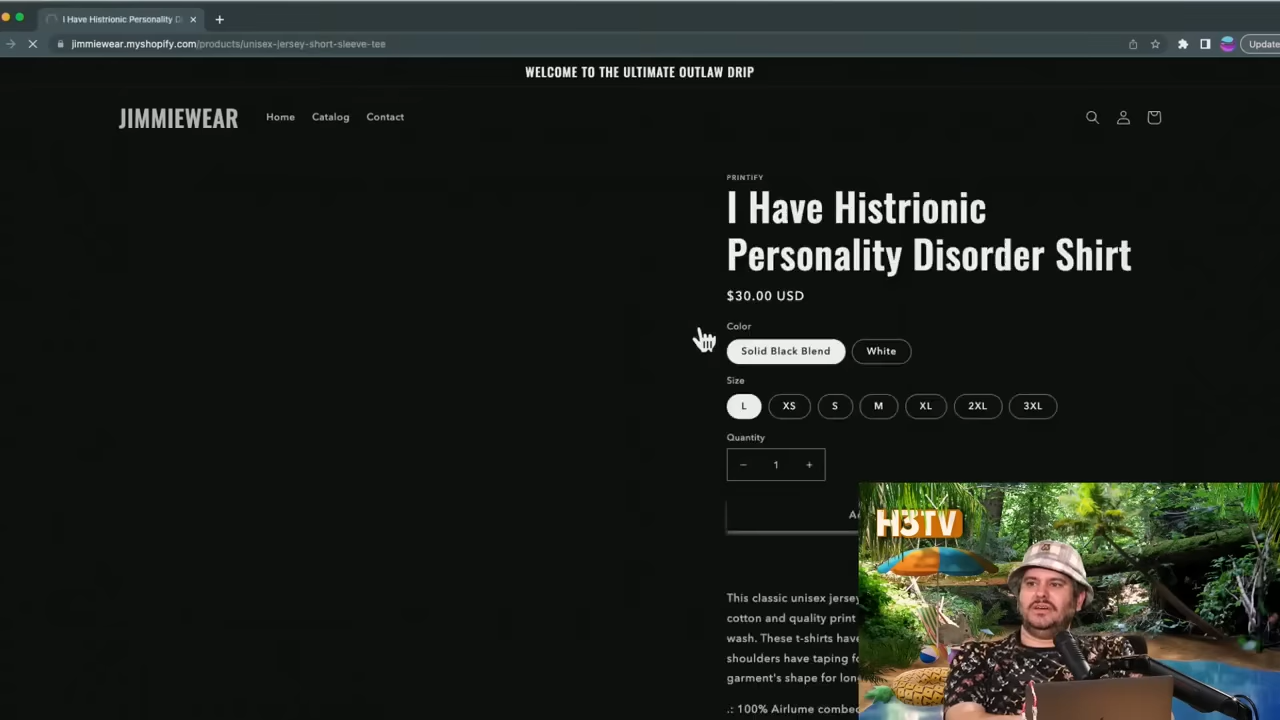 I Have Histrionic Personality D
jimmiewear.myshopify.com/products/unisex-jersey-short-sleeve-tee
Update
WELCOME TO THE ULTIMATE OUTLAW DRIP
JIMMIEWEAR
Home
Catalog
Contact
PRINTIFY
I Have Histrionic
Personality Disorder Shirt
$30.00 USD
Color
Solid Black Blend
White
Size
L
XS
S
M
XL
2XL
3XL
Quantity
− 1 +
This classic unisex jersey
cotton and quality print
wash. These t-shirts have
shoulders have taping fo
garment's shape for lon
.: 100% Airlume combe
H3TV